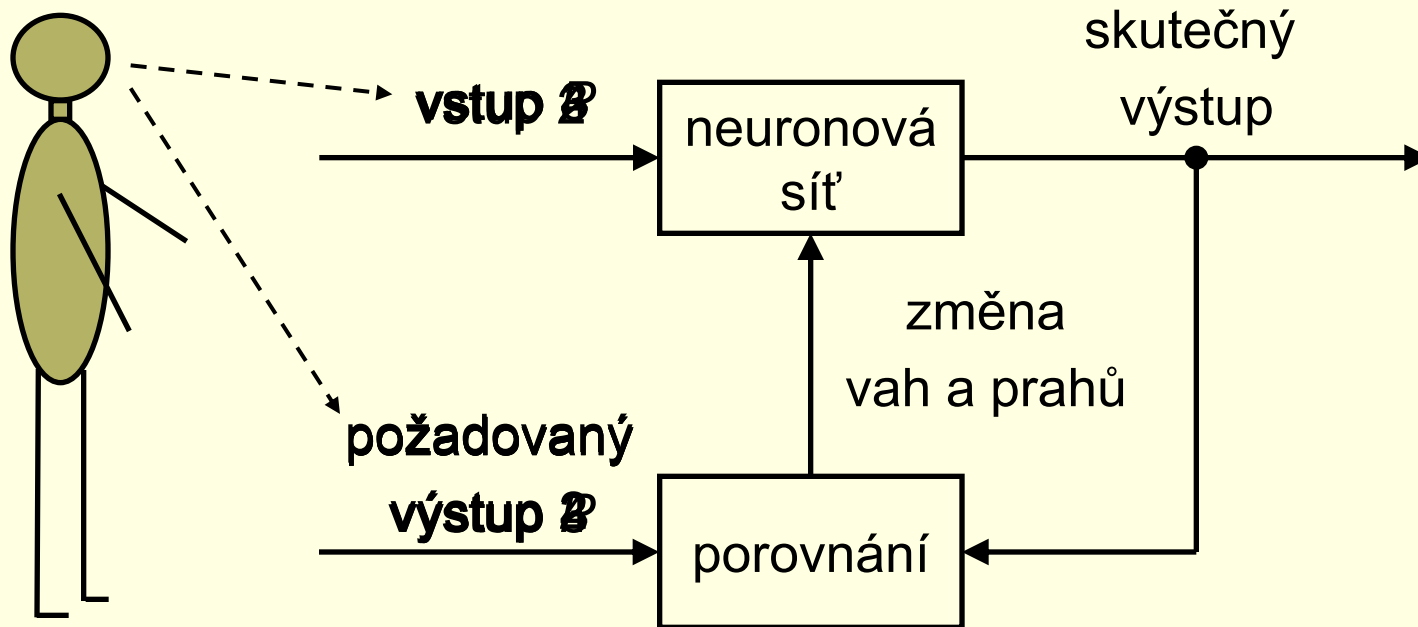 skutečný
výstup
vstup
neuronová
síť
změna
vah a prahů
požadovaný
výstup
porovnání